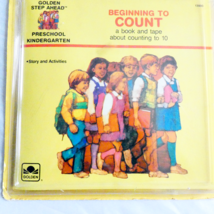 GOLDEN
STEP AHEAD
PRESCHOOL
KINDERGARTEN
BEGINNING TO
COUNT
a book and tape
about counting to 10
•Story and Activities
GOLDEN